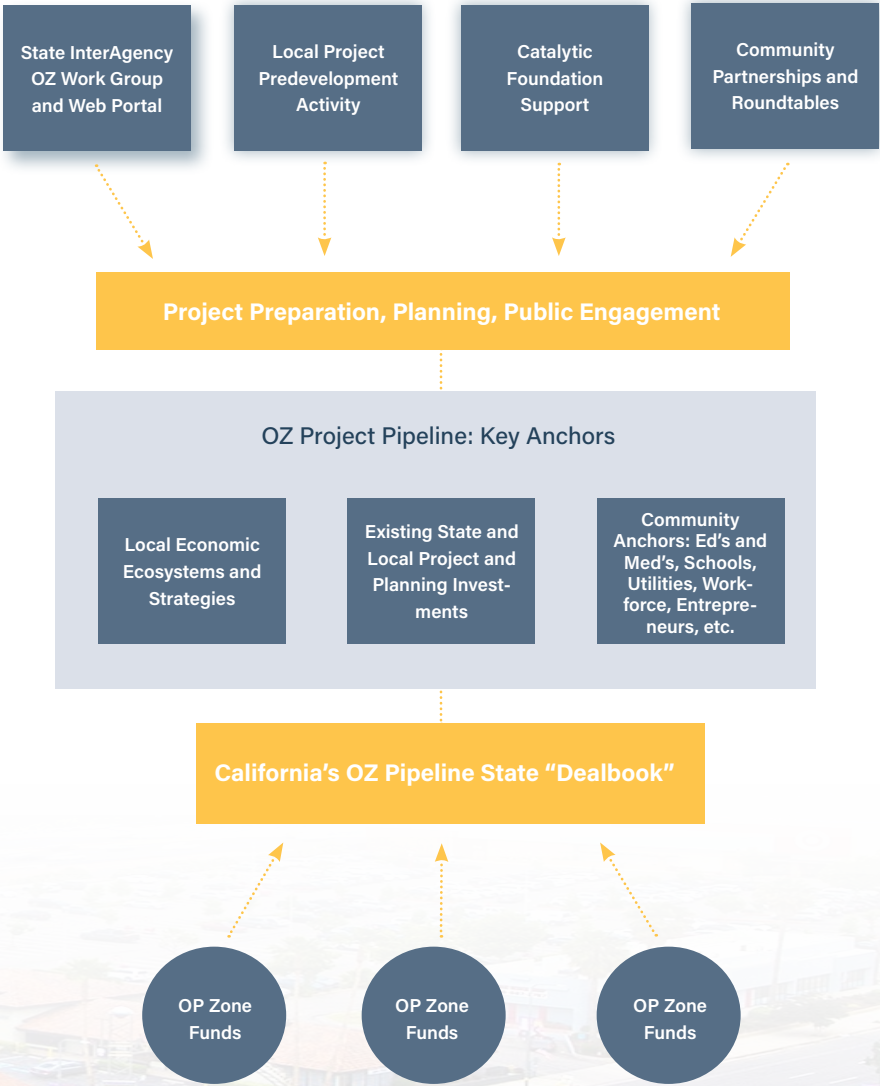 State InterAgency
OZ Work Group
and Web Portal
Local Project
Predevelopment
Activity
Catalytic
Foundation
Support
Community
Partnerships and
Roundtables
Project Preparation, Planning, Public Engagement
OZ Project Pipeline: Key Anchors
Local Economic
Ecosystems and
Strategies
Existing State and
Local Project and
Planning Invest-
ments
Community
Anchors: Ed's and
Med's, Schools,
Utilities, Work-
force, Entrepre-
neurs, etc.
California's OZ Pipeline State “Dealbook”
OP Zone
Funds
OP Zone
Funds
OP Zone
Funds